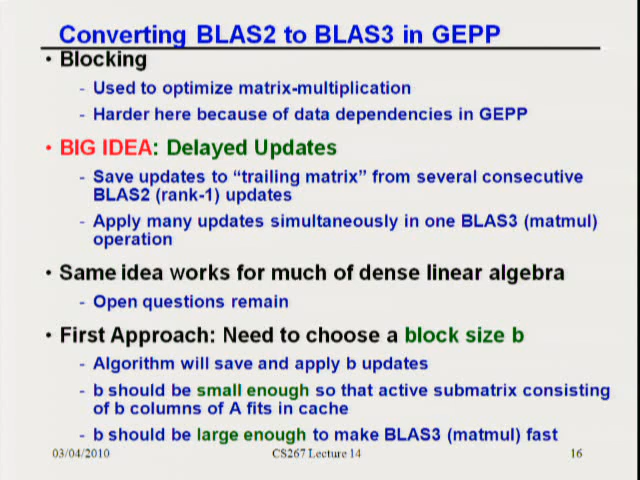 Converting BLAS2 to BLAS3 in GEPP
• Blocking
- Used to optimize matrix-multiplication
- Harder here because of data dependencies in GEPP
• BIG IDEA: Delayed Updates
- Save updates to “trailing matrix” from several consecutive
BLAS2 (rank-1) updates
- Apply many updates simultaneously in one BLAS3 (matmul)
operation
• Same idea works for much of dense linear algebra
- Open questions remain
• First Approach: Need to choose a block size b
- Algorithm will save and apply b updates
- b should be small enough so that active submatrix consisting
of b columns of A fits in cache
- b should be large enough to make BLAS3 (matmul) fast
03/04/2010 CS267 Lecture 14 16